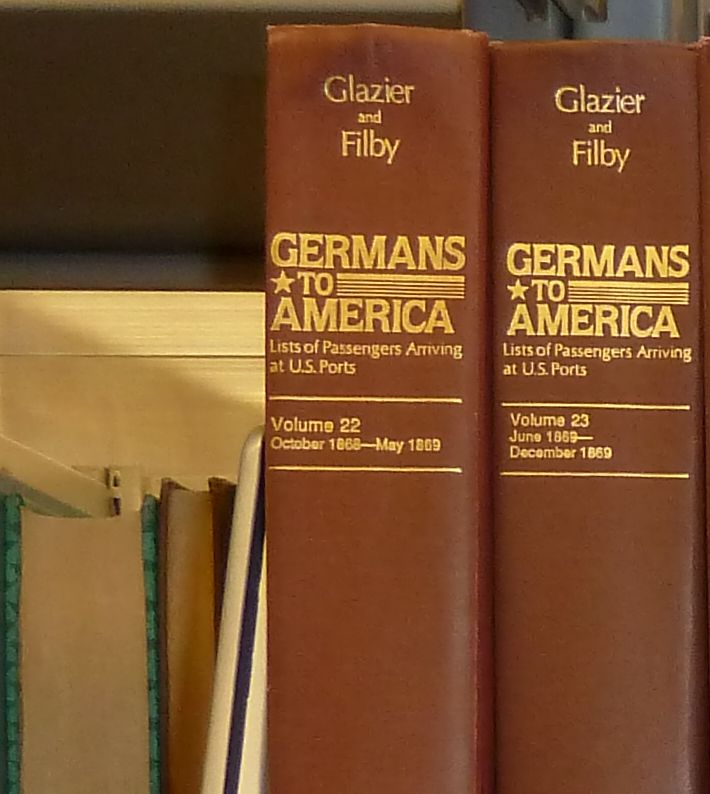 Glazier
and
Filby
GERMANS
★TO
AMERICA
Lists of Passengers Arriving
at U.S. Ports
Volume 22
October 1868—May 1869
Glazier
and
Filby
GERMANS
★TO
AMERICA
Lists of Passengers Arriving
at U.S. Ports
Volume 23
June 1869—
December 1869